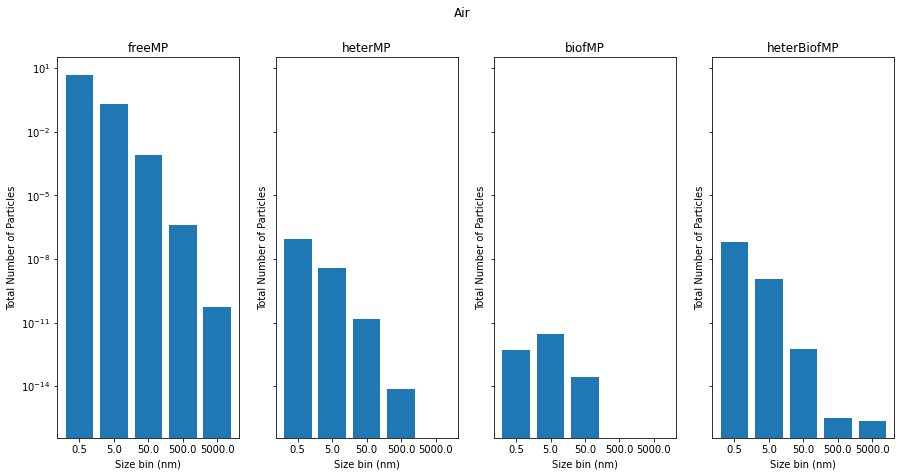 Air
freeMP
heterMP
biofMP
heterBiofMP
Total Number of Particles
10^1
10^-2
10^-5
10^-8
10^-11
10^-14
0.5 5.0 50.0 500.0 5000.0
Size bin (nm)
Total Number of Particles
0.5 5.0 50.0 500.0 5000.0
Size bin (nm)
Total Number of Particles
0.5 5.0 50.0 500.0 5000.0
Size bin (nm)
Total Number of Particles
0.5 5.0 50.0 500.0 5000.0
Size bin (nm)